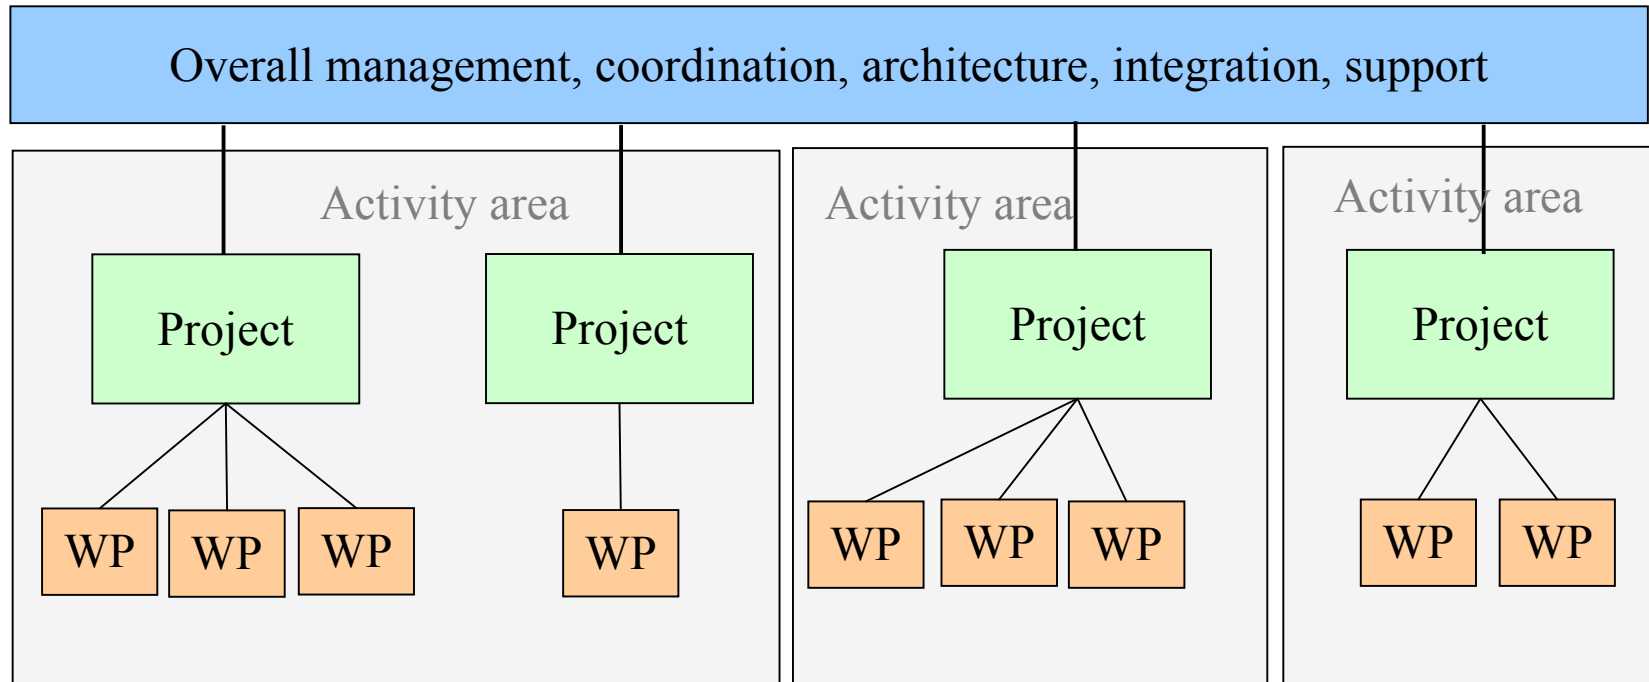 Overall management, coordination, architecture, integration, support
Activity area
Activity area
Activity area
Project
Project
Project
Project
WP
WP
WP
WP
WP
WP
WP
WP
WP